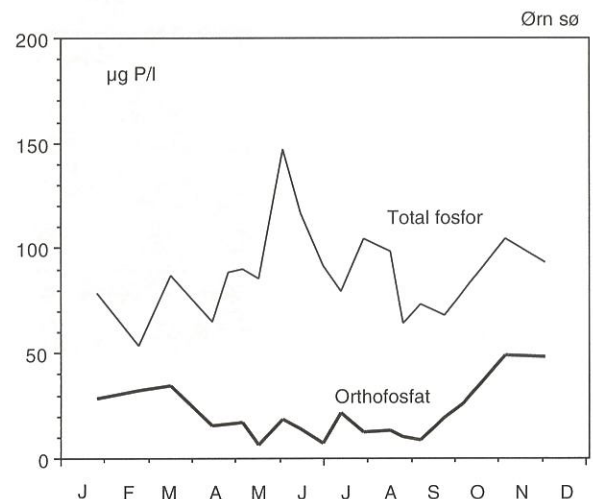 Ørn sø
200
µg P/l
150
Total fosfor
100
50
Orthofosfat
0
J F M A M J J A S O N D